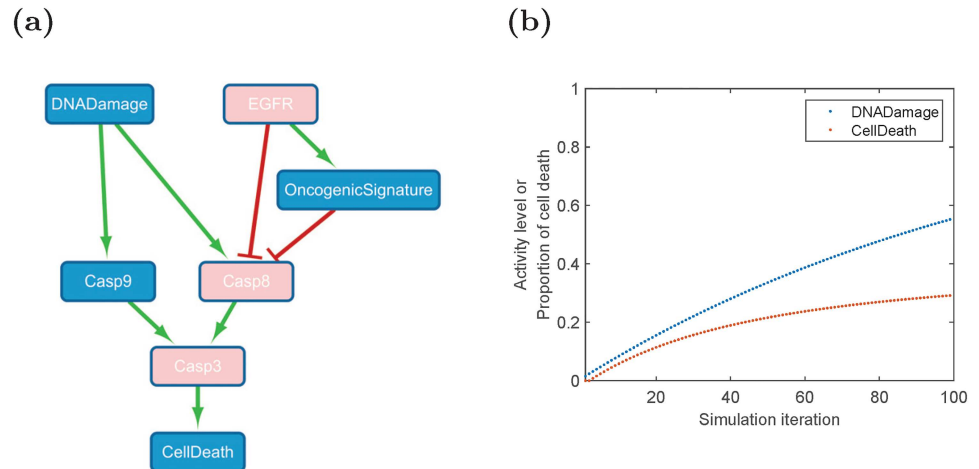 (a)
DNADamage
EGFR
OncogenicSignature
Casp9
Casp8
Casp3
CellDeath
(b)
Activity level or
Proportion of cell death
1
0.8
0.6
0.4
0.2
0
DNADamage
CellDeath
20 40 60 80 100
Simulation iteration